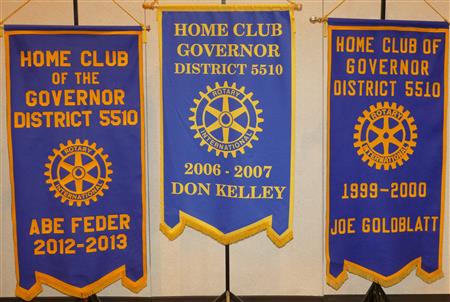 HOME CLUB
OF THE
GOVERNOR
DISTRICT 5510
ROTARY
INTERNATIONAL
ABE FEDER
2012-2013
HOME CLUB
GOVERNOR
DISTRICT 5510
ROTARY
INTERNATIONAL
2006 - 2007
DON KELLEY
HOME CLUB OF
GOVERNOR
DISTRICT 5510
ROTARY
INTERNATIONAL
1999-2000
JOE GOLDBLATT